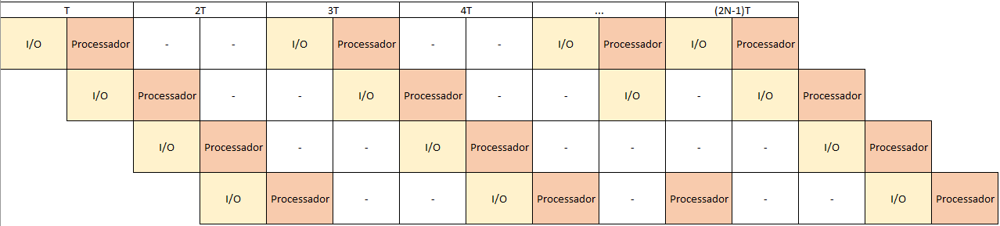 T 2T 3T 4T ... (2N-1)T
I/O Processador - - I/O Processador - - I/O Processador I/O Processador
I/O Processador - - I/O Processador - - I/O - I/O Processador
I/O Processador - - I/O Processador - - - - I/O Processador
I/O Processador - - I/O Processador - Processador - - I/O Processador